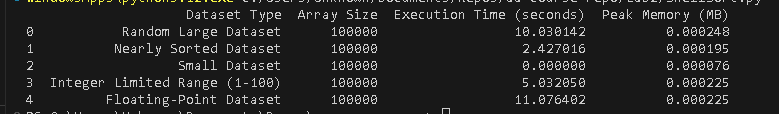 Dataset Type Array Size Execution Time (seconds) Peak Memory (MB)
0 Random Large Dataset 100000 10.030142 0.000248
1 Nearly Sorted Dataset 100000 2.427016 0.000195
2 Small Dataset 100000 0.000000 0.000076
3 Integer Limited Range (1-100) 100000 5.032050 0.000225
4 Floating-Point Dataset 100000 11.076402 0.000225